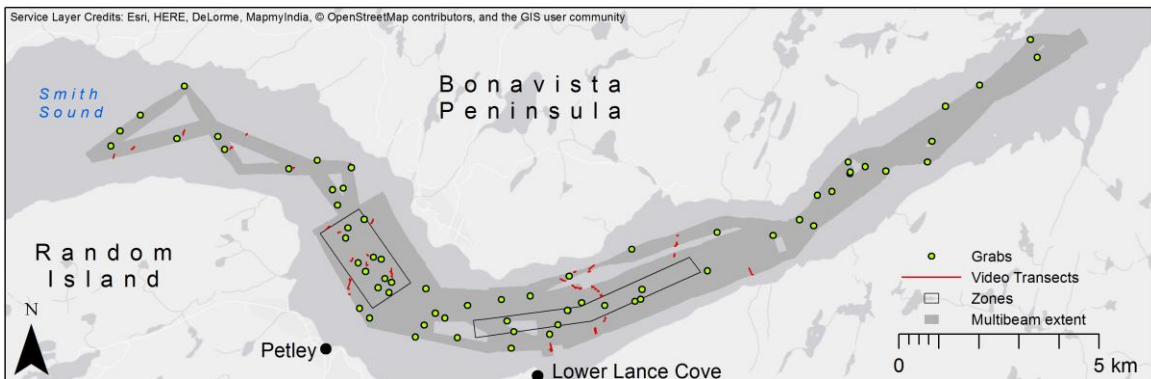 Service Layer Credits: Esri, HERE, DeLorme, MapmyIndia, © OpenStreetMap contributors, and the GIS user community
Smith
Sound
Bonavista
Peninsula
Random
Island
N
Petley
Lower Lance Cove
Grabs
Video Transects
Zones
Multibeam extent
0 5 km